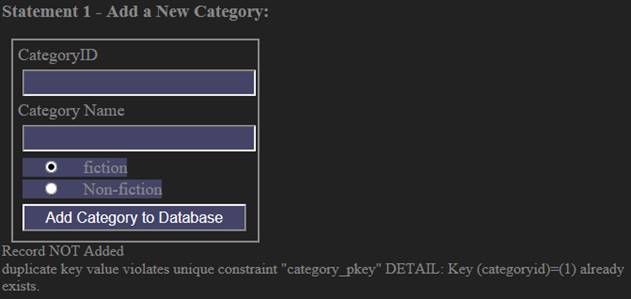 Statement 1 - Add a New Category:
CategoryID
Category Name
fiction
Non-fiction
Add Category to Database
Record NOT Added
duplicate key value violates unique constraint "category_pkey" DETAIL: Key (categoryid)=(1) already
exists.